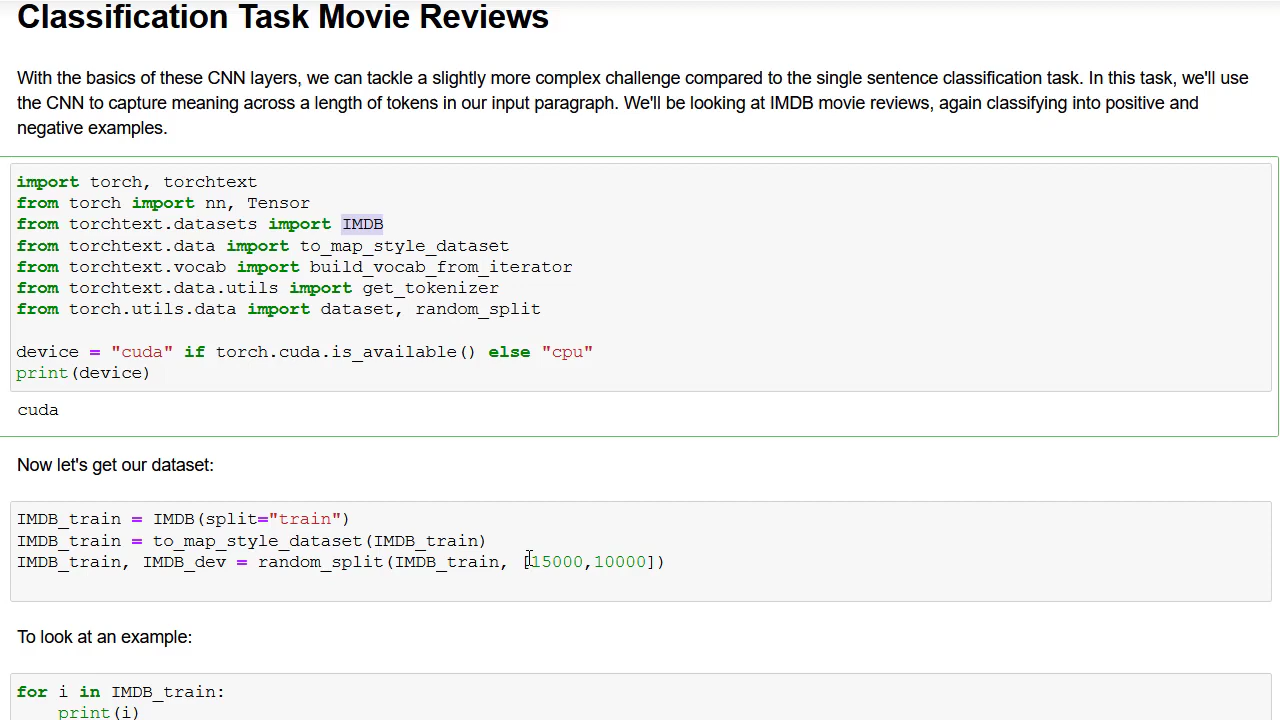 Classification Task Movie Reviews
With the basics of these CNN layers, we can tackle a slightly more complex challenge compared to the single sentence classification task. In this task, we'll use
the CNN to capture meaning across a length of tokens in our input paragraph. We'll be looking at IMDB movie reviews, again classifying into positive and
negative examples.
import torch, torchtext
from torch import nn, Tensor
from torchtext.datasets import IMDB
from torchtext.data import to_map_style_dataset
from torchtext.vocab import build_vocab_from_iterator
from torchtext.data.utils import get_tokenizer
from torch.utils.data import dataset, random_split
device = "cuda" if torch.cuda.is_available() else "cpu"
print(device)
cuda
Now let's get our dataset:
IMDB_train = IMDB(split="train")
IMDB_train = to_map_style_dataset(IMDB_train)
IMDB_train, IMDB_dev = random_split(IMDB_train, [15000,10000])
To look at an example:
for i in IMDB_train:
    print(i)